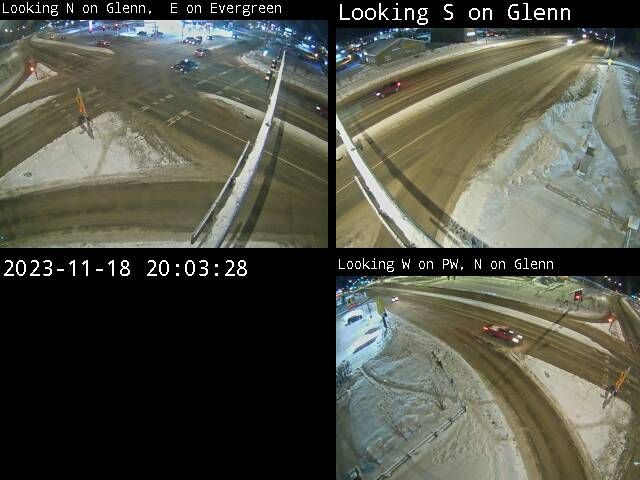 Looking N on Glenn,  E on Evergreen
Looking S on Glenn
2023-11-18 20:03:28
Looking W on PW, N on Glenn